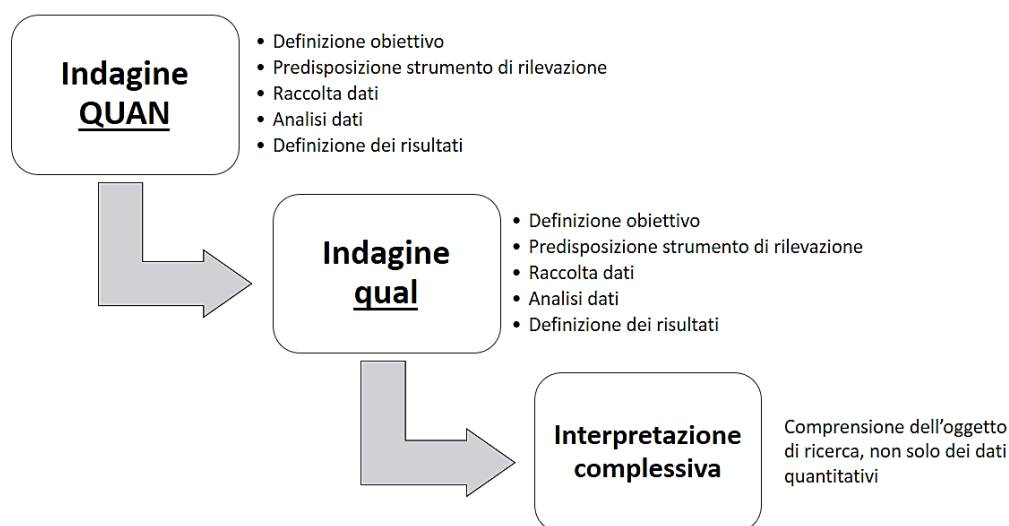 Indagine
QUAN
• Definizione obiettivo
• Predisposizione strumento di rilevazione
• Raccolta dati
• Analisi dati
• Definizione dei risultati
Indagine
qual
• Definizione obiettivo
• Predisposizione strumento di rilevazione
• Raccolta dati
• Analisi dati
• Definizione dei risultati
Interpretazione
complessiva
Comprensione dell’oggetto
di ricerca, non solo dei dati
quantitativi